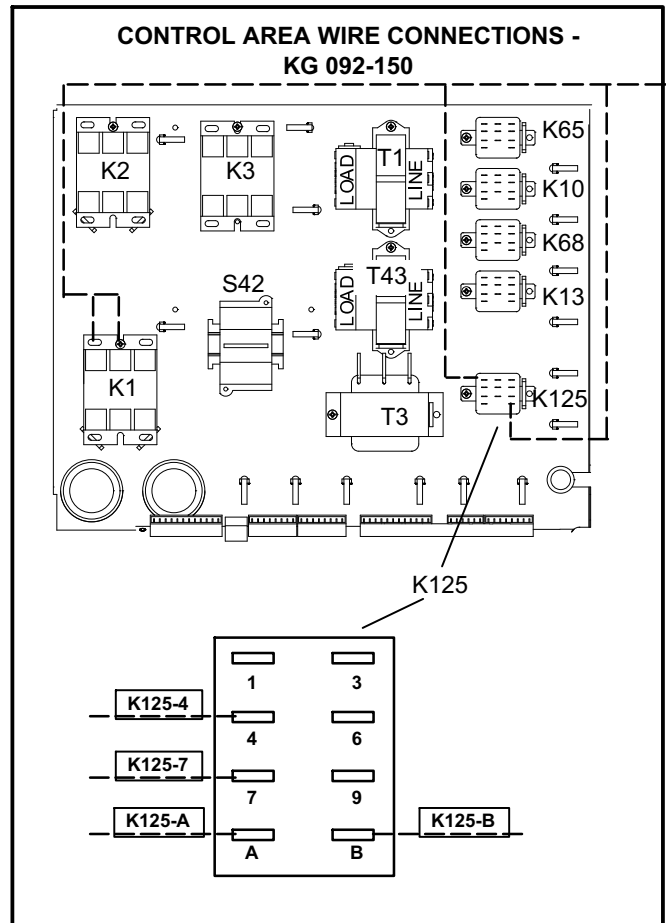 CONTROL AREA WIRE CONNECTIONS -
KG 092-150
K2
K3
LOAD
T1
LINE
K65
K10
K68
K13
S42
LOAD
T43
LINE
K1
T3
K125
K125
1
3
K125-4
4
6
K125-7
7
9
K125-A
K125-B
A
B